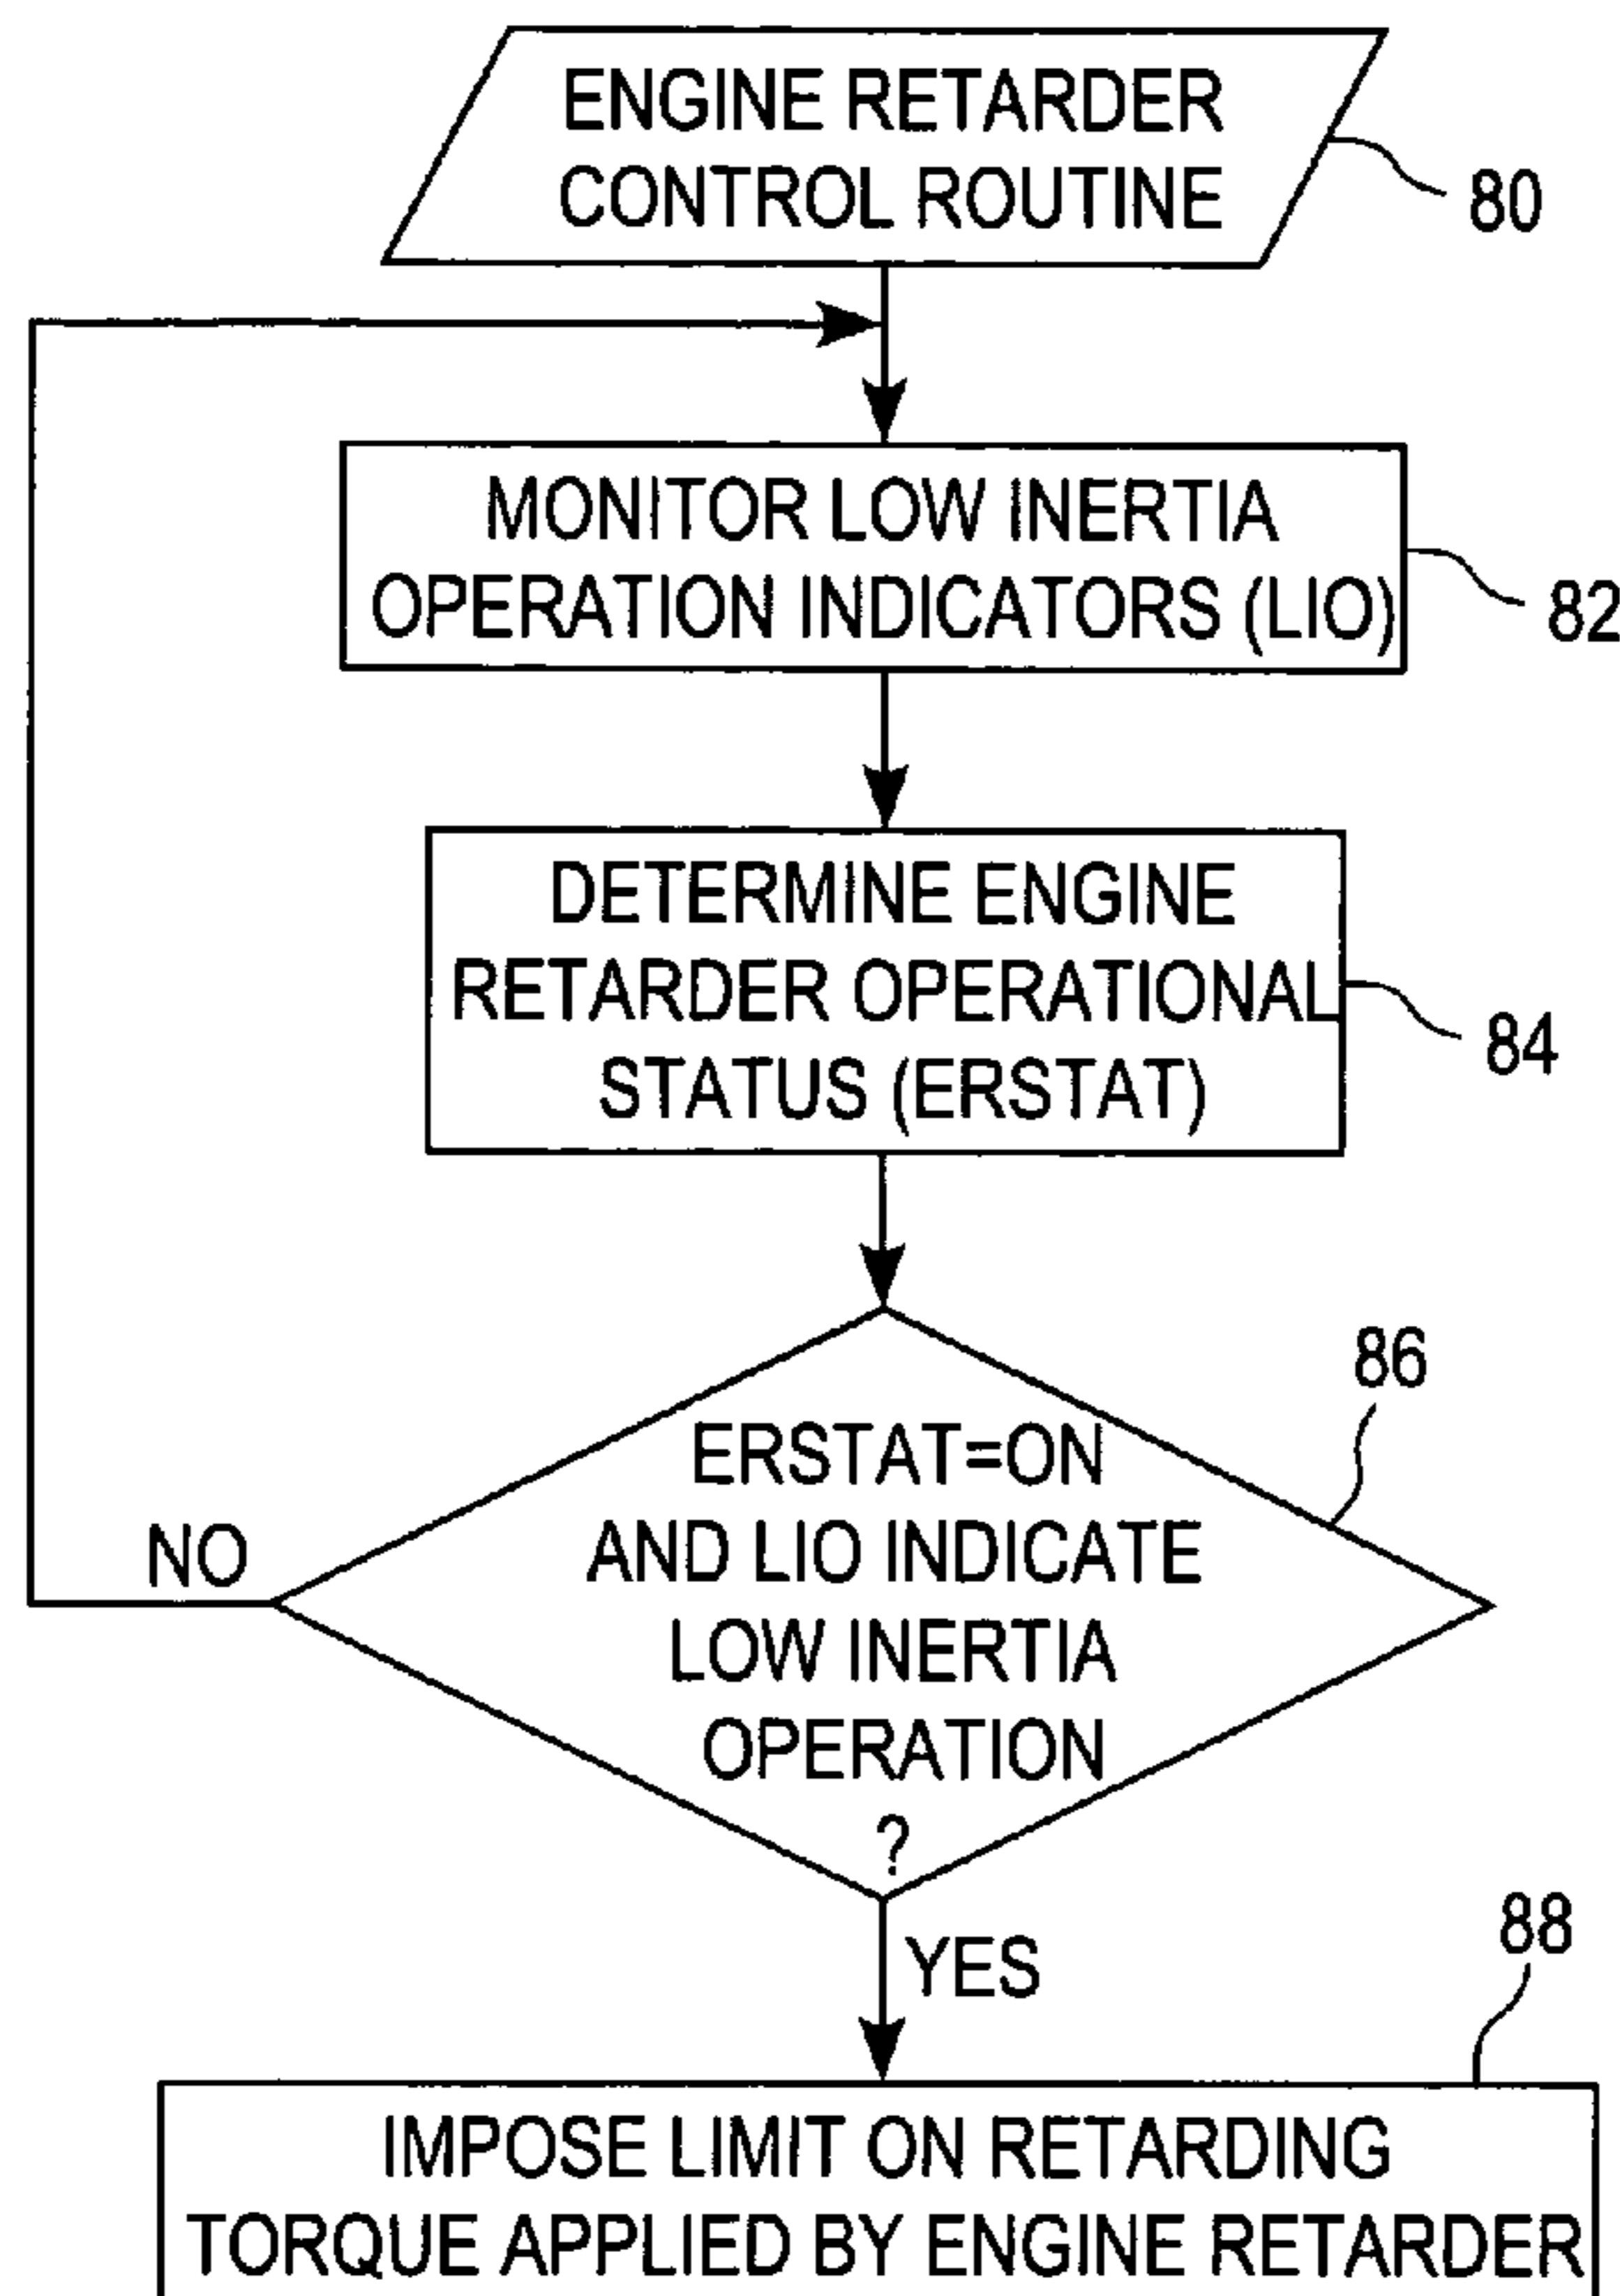 ENGINE RETARDER
CONTROL ROUTINE
80
MONITOR LOW INERTIA
OPERATION INDICATORS (LIO)
82
DETERMINE ENGINE
RETARDER OPERATIONAL
STATUS (ERSTAT)
84
86
ERSTAT=ON
AND LIO INDICATE
LOW INERTIA
OPERATION
?
NO
YES
88
IMPOSE LIMIT ON RETARDING
TORQUE APPLIED BY ENGINE RETARDER